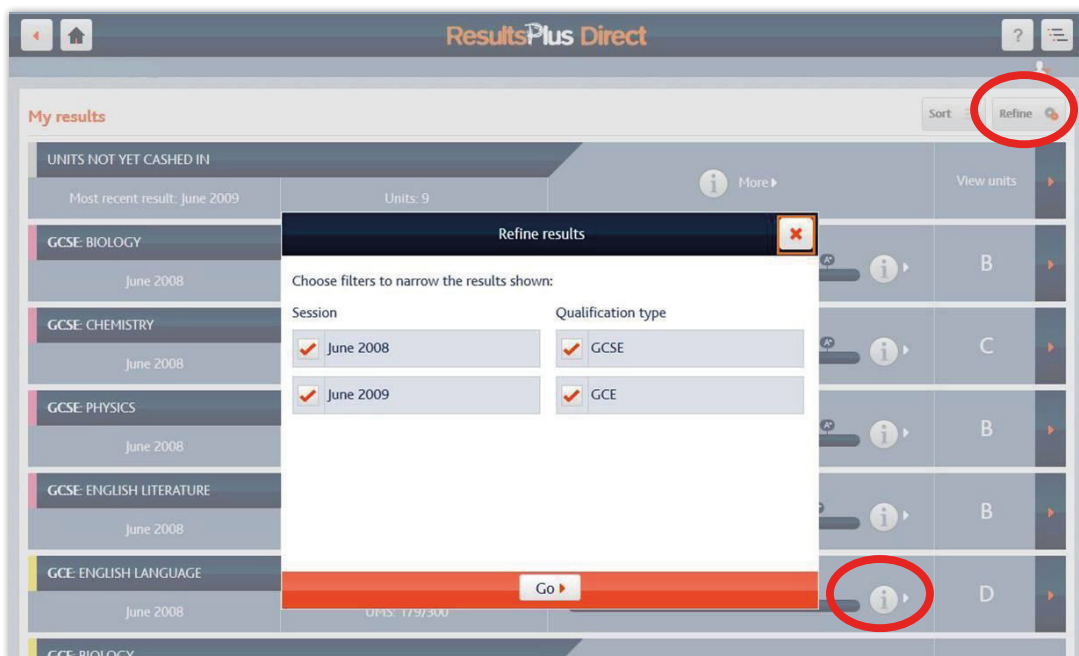 ResultsPlus Direct
?
My results
Sort
Refine
UNITS NOT YET CASHED IN
Most recent result: June 2009
Units: 9
i More
View units
GCSE: BIOLOGY
June 2008
A*
i
B
GCSE: CHEMISTRY
June 2008
A*
i
C
GCSE: PHYSICS
June 2008
A*
i
B
GCSE: ENGLISH LITERATURE
June 2008
i
B
GCE: ENGLISH LANGUAGE
June 2008
UMS: 179/300
i
D
GCE: BIOLOGY
Refine results
Choose filters to narrow the results shown:
Session
Qualification type
June 2008
GCSE
June 2009
GCE
Go